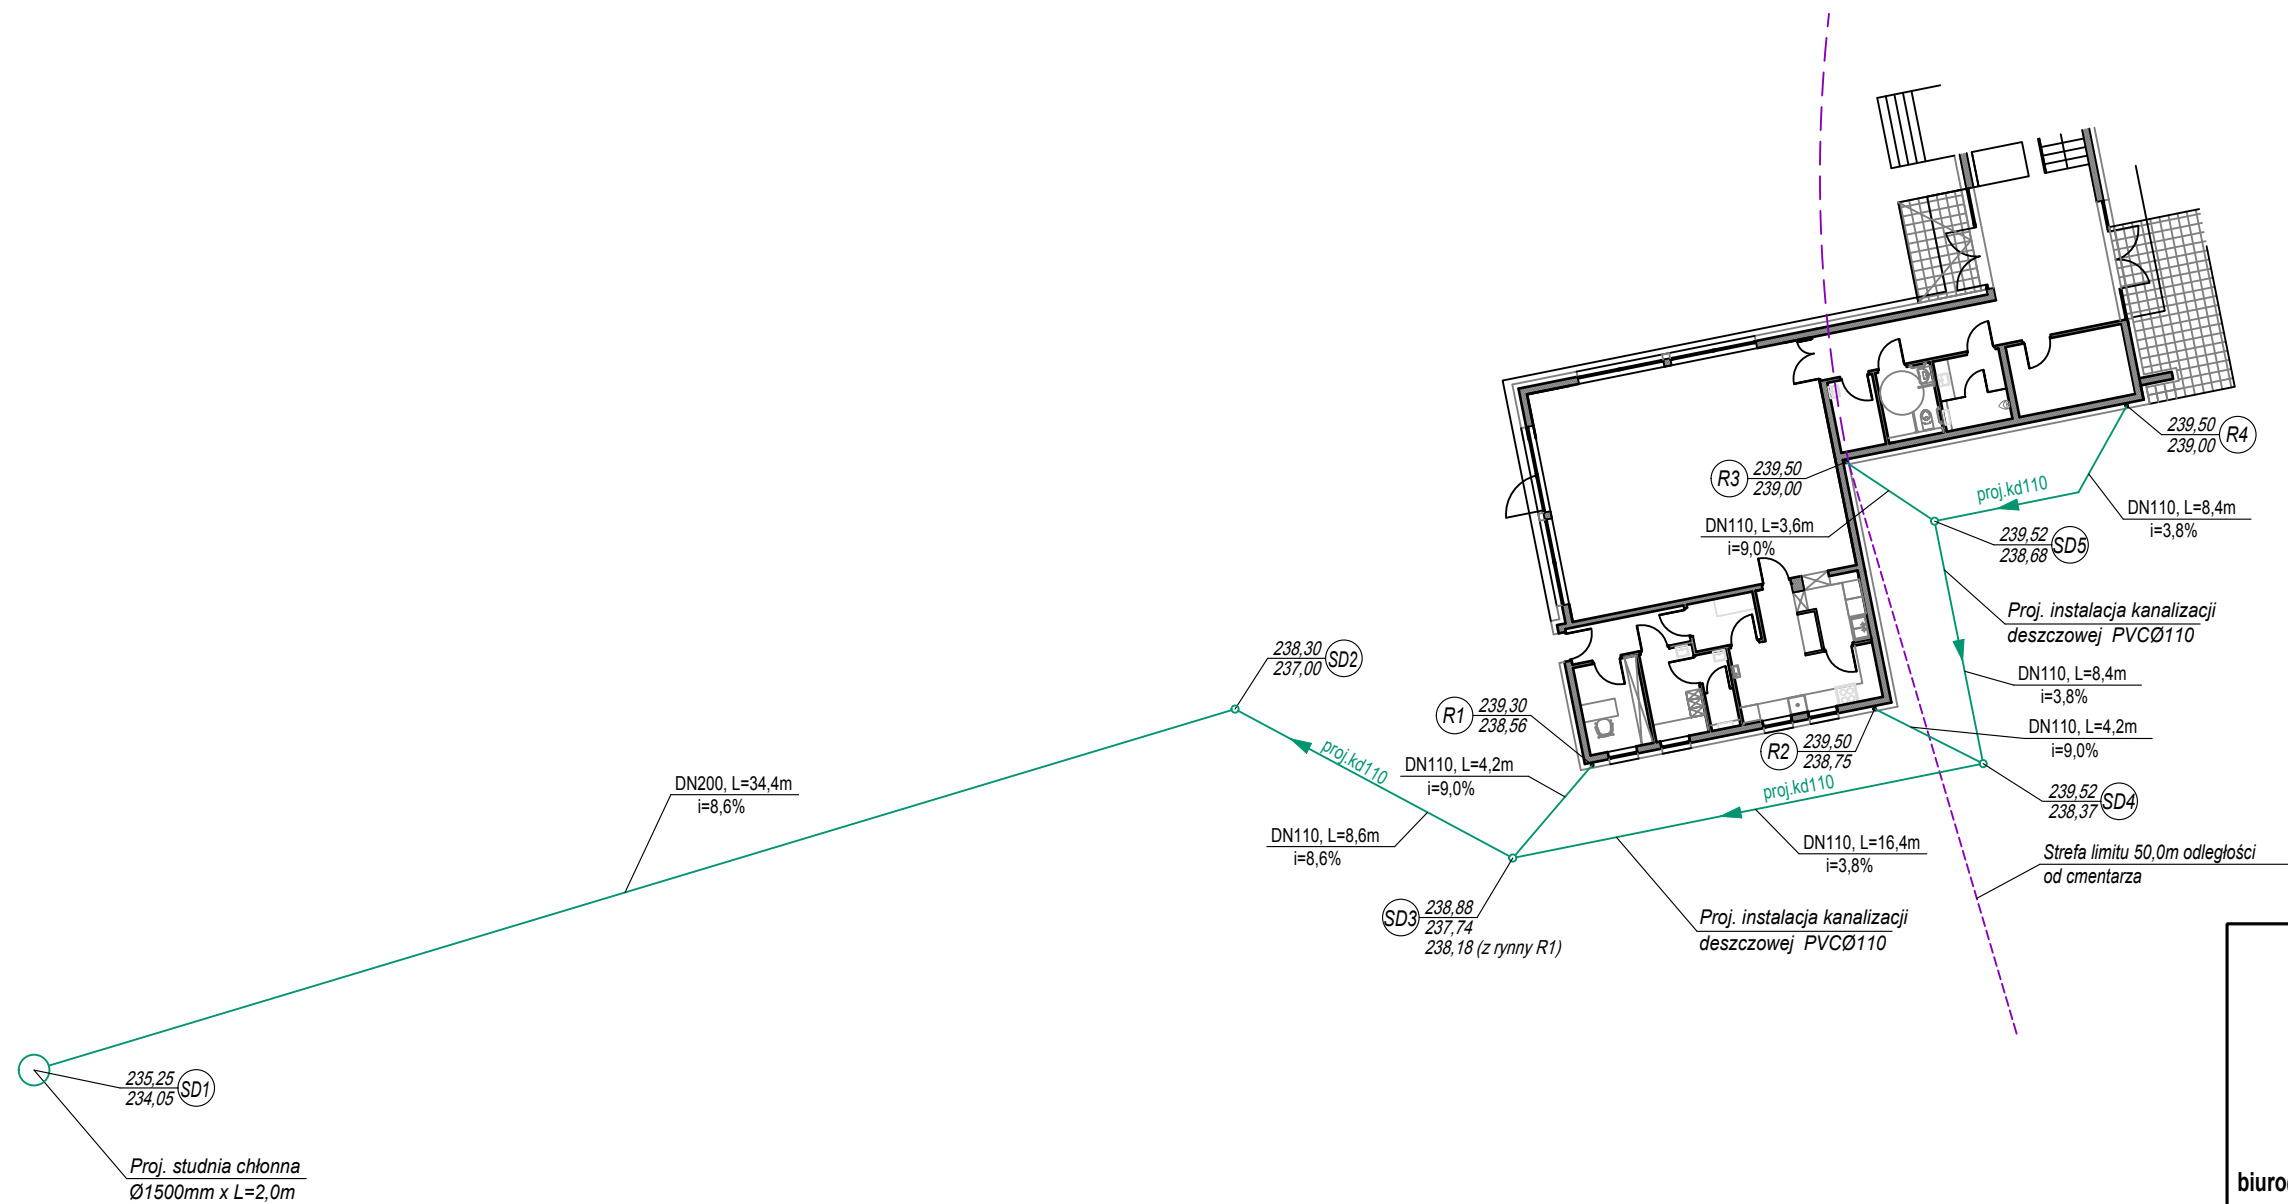 239,50
239,00
R4
R3
239,50
239,00
proj.kd110
DN110, L=8,4m
i=3,8%
DN110, L=3,6m
i=9,0%
239,52
238,68
SD5
Proj. instalacja kanalizacji
deszczowej PVCØ110
238,30
237,00
SD2
DN110, L=8,4m
i=3,8%
R1
239,30
238,56
DN110, L=4,2m
i=9,0%
R2
239,50
238,75
proj.kd110
DN110, L=4,2m
i=9,0%
DN200, L=34,4m
i=8,6%
proj.kd110
239,52
238,37
SD4
DN110, L=8,6m
i=8,6%
DN110, L=16,4m
i=3,8%
Strefa limitu 50,0m odległości
od cmentarza
SD3
238,88
237,74
238,18 (z rynny R1)
Proj. instalacja kanalizacji
deszczowej PVCØ110
235,25
234,05
SD1
Proj. studnia chłonna
Ø1500mm x L=2,0m